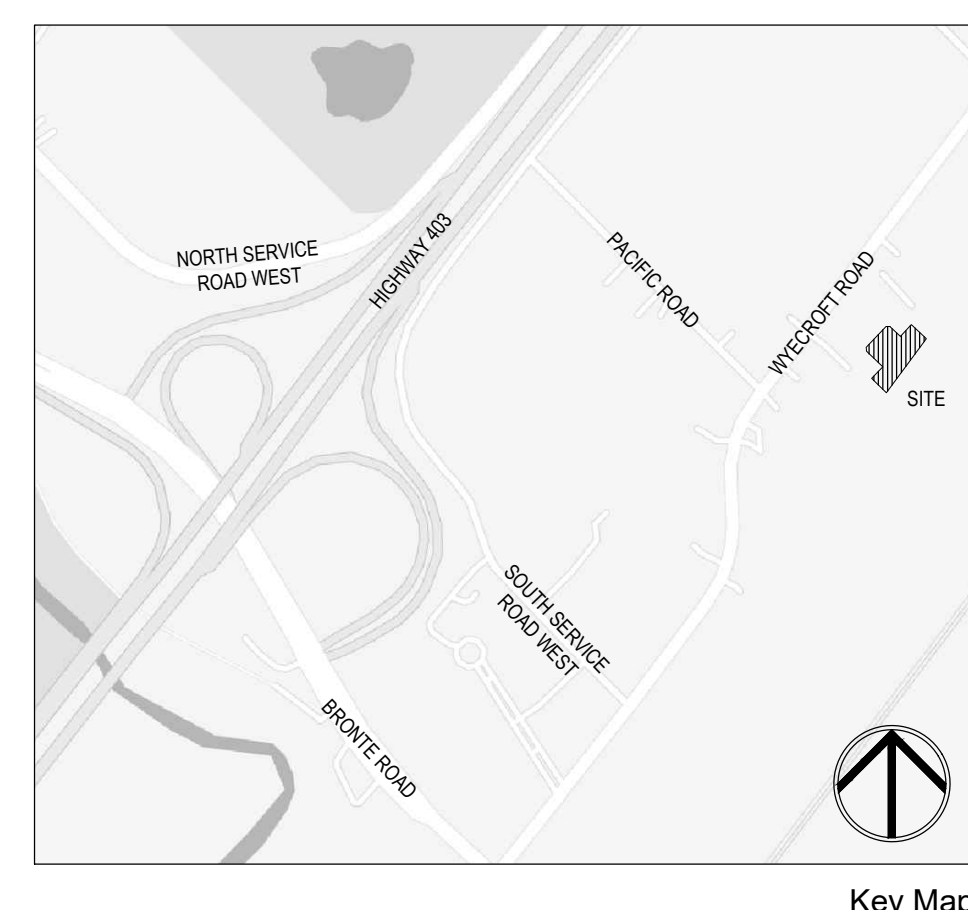 NORTH SERVICE
ROAD WEST
HIGHWAY 403
PACIFIC ROAD
WYECROFT ROAD
SITE
SOUTH SERVICE
ROAD WEST
BRONTE ROAD
Key Map